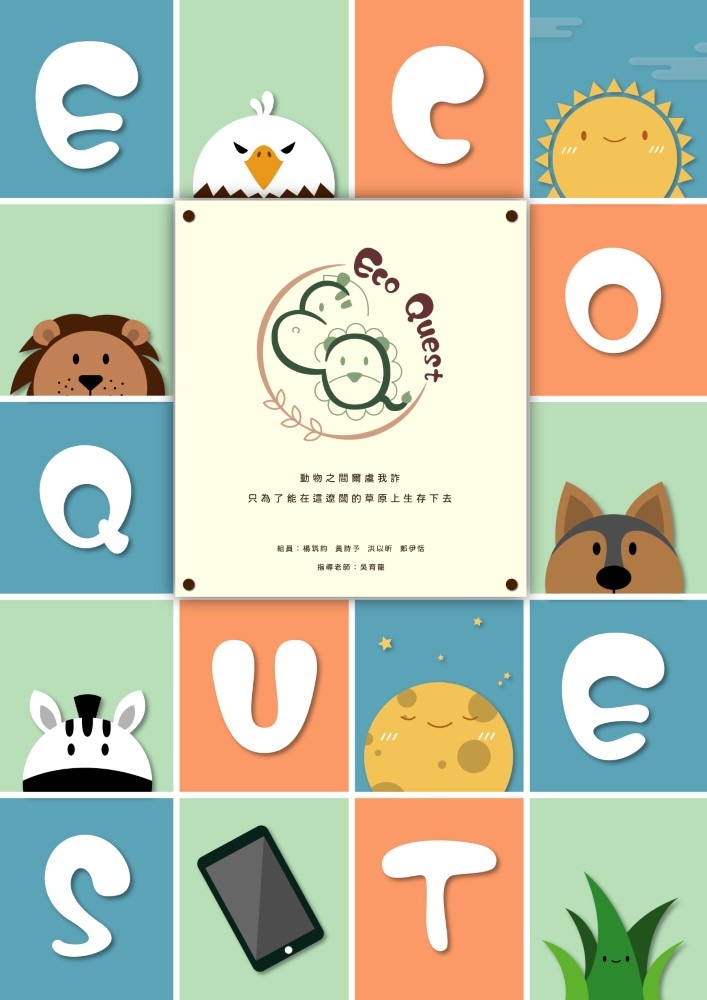 E
C
O
Q
U
E
S
T
Eco Quest
動物之間爾虞我詐
只為了能在這遼闊的草原上生存下去
組員：楊筑鈞 黃詩予 洪以昕 鄭伊恬
指導老師：吳育龍